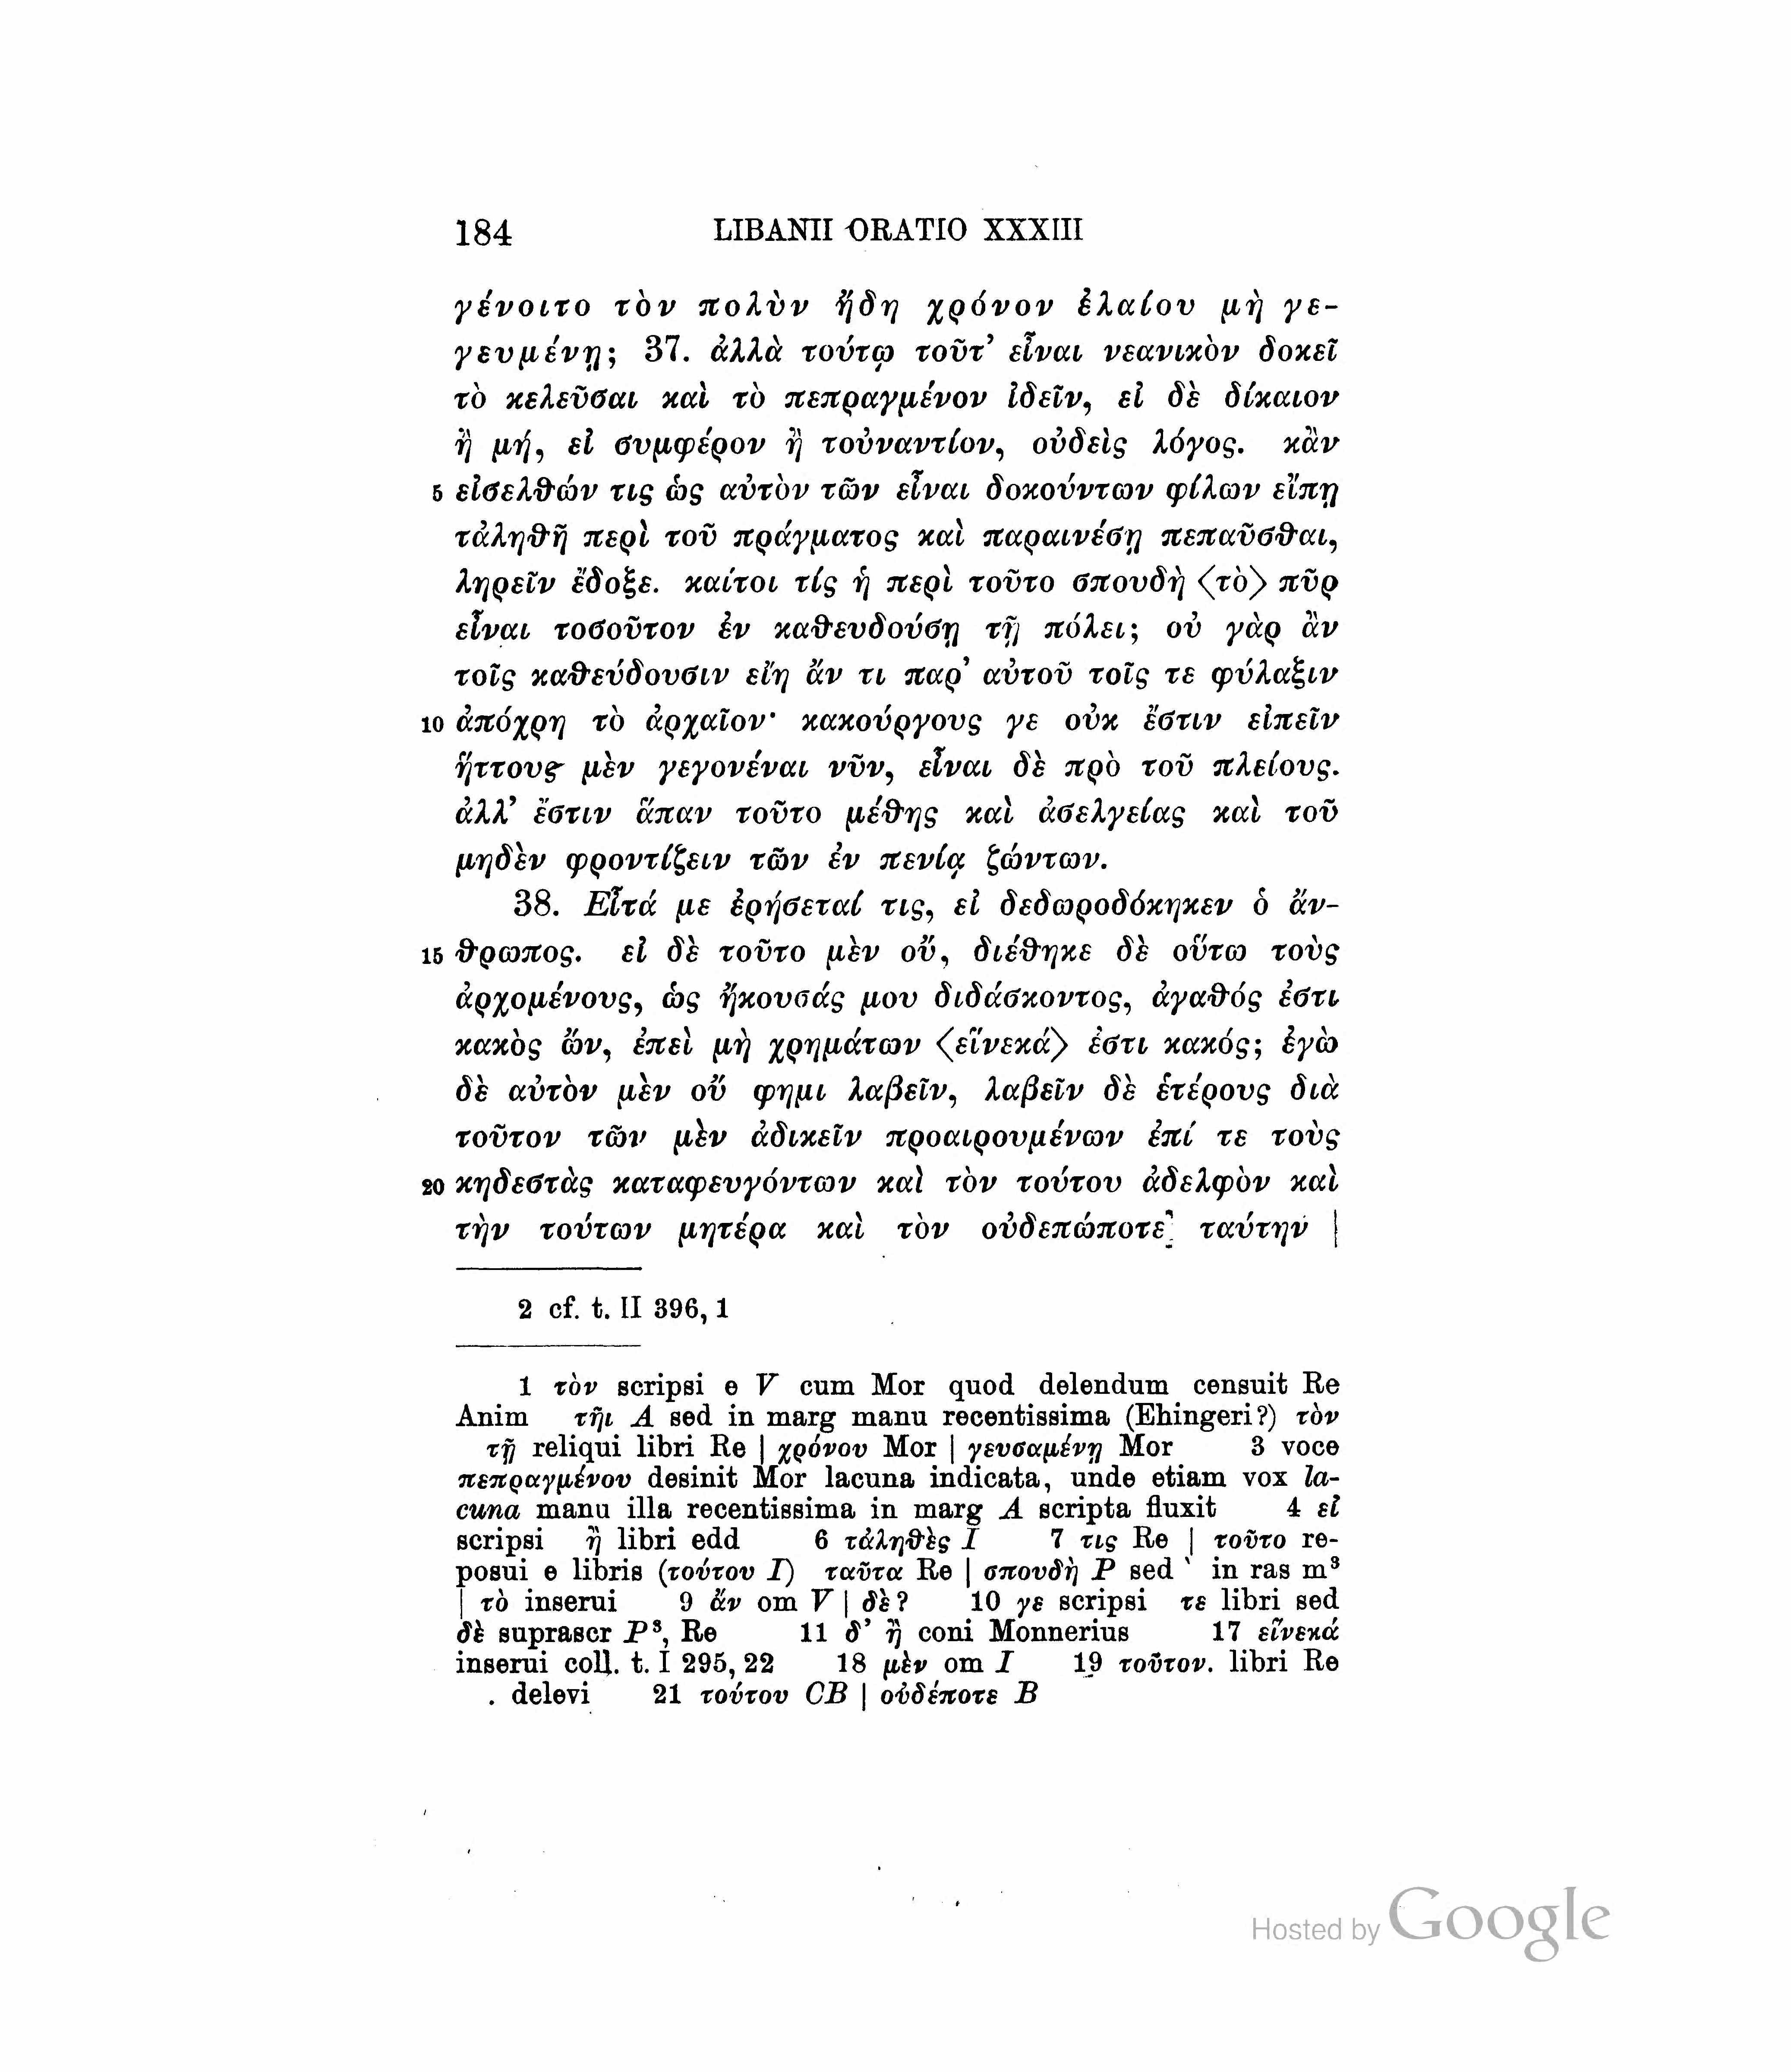 184 LIBANII ORATIO XXXIII
γένοιτο τὸν πολὺν ἤδη χρόνον ἐλαίου μὴ γε-
γευμένῃ; 37. ἀλλὰ τούτῳ τοῦτ’ εἶναι νεανικὸν δοκεῖ
τὸ κελεῦσαι καὶ τὸ πεπραγμένον ἰδεῖν, εἰ δὲ δίκαιον
ἢ μή, εἰ συμφέρον ἢ τοὐναντίον, οὐδεὶς λόγος. κἂν
5 εἰσελθών τις ὡς αὐτὸν τῶν εἶναι δοκούντων φίλων εἴπῃ
τἀληθῆ περὶ τοῦ πράγματος καὶ παραινέσῃ πεπαῦσθαι,
ληρεῖν ἔδοξε. καίτοι τίς ἡ περὶ τοῦτο σπουδὴ ⟨τὸ⟩ πῦρ
εἶναι τοσοῦτον ἐν καθευδούσῃ τῇ πόλει; οὐ γὰρ ἂν
τοῖς καθεύδουσιν εἴη ἄν τι παρ’ αὐτοῦ τοῖς τε φύλαξιν
10 ἀπόχρη τὸ ἀρχαῖον· κακούργους γε οὐκ ἔστιν εἰπεῖν
ἥττους μὲν γεγονέναι νῦν, εἶναι δὲ πρὸ τοῦ πλείους.
ἀλλ’ ἔστιν ἅπαν τοῦτο μέθης καὶ ἀσελγείας καὶ τοῦ
μηδὲν φροντίζειν τῶν ἐν πενίᾳ ζώντων.
38. Εἶτά με ἐρήσεταί τις, εἰ δεδωροδόκηκεν ὁ ἄν-
15 θρωπος. εἰ δὲ τοῦτο μὲν οὔ, διέθηκε δὲ οὕτω τοὺς
ἀρχομένους, ὡς ἤκουσάς μου διδάσκοντος, ἀγαθός ἐστι
κακὸς ὤν, ἐπεὶ μὴ χρημάτων ⟨εἵνεκά⟩ ἐστι κακός; ἐγὼ
δὲ αὐτὸν μὲν οὔ φημι λαβεῖν, λαβεῖν δὲ ἑτέρους διὰ
τοῦτον τῶν μὲν ἀδικεῖν προαιρουμένων ἐπί τε τοὺς
20 κηδεστὰς καταφευγόντων καὶ τὸν τούτου ἀδελφὸν καὶ
τὴν τούτων μητέρα καὶ τὸν οὐδεπώποτε ταύτην |
2 cf. t. II 396, 1
1 τὸν scripsi e V cum Mor quod delendum censuit Re
Anim τῆι A sed in marg manu recentissima (Ehingeri?) τὸν
τῇ reliqui libri Re | χρόνου Mor | γευσαμένῃ Mor 3 voce
πεπραγμένου desinit Mor lacuna indicata, unde etiam vox la-
cuna manu illa recentissima in marg A scripta fluxit 4 εἰ
scripsi ἢ libri edd 6 τἀληθὲς I 7 τις Re | τοῦτο re-
posui e libris (τούτου I) ταῦτα Re | σπουδὴ P sed ` in ras m³
| τὸ inserui 9 ἄν om V | δὲ? 10 γε scripsi τε libri sed
δὲ suprascr P³, Re 11 δ’ ἢ coni Monnerius 17 εἵνεκά
inserui coll. t. I 295, 22 18 μὲν om I 19 τοῦτον. libri Re
. delevi 21 τούτου CB | οὐδέποτε B
Hosted by Google